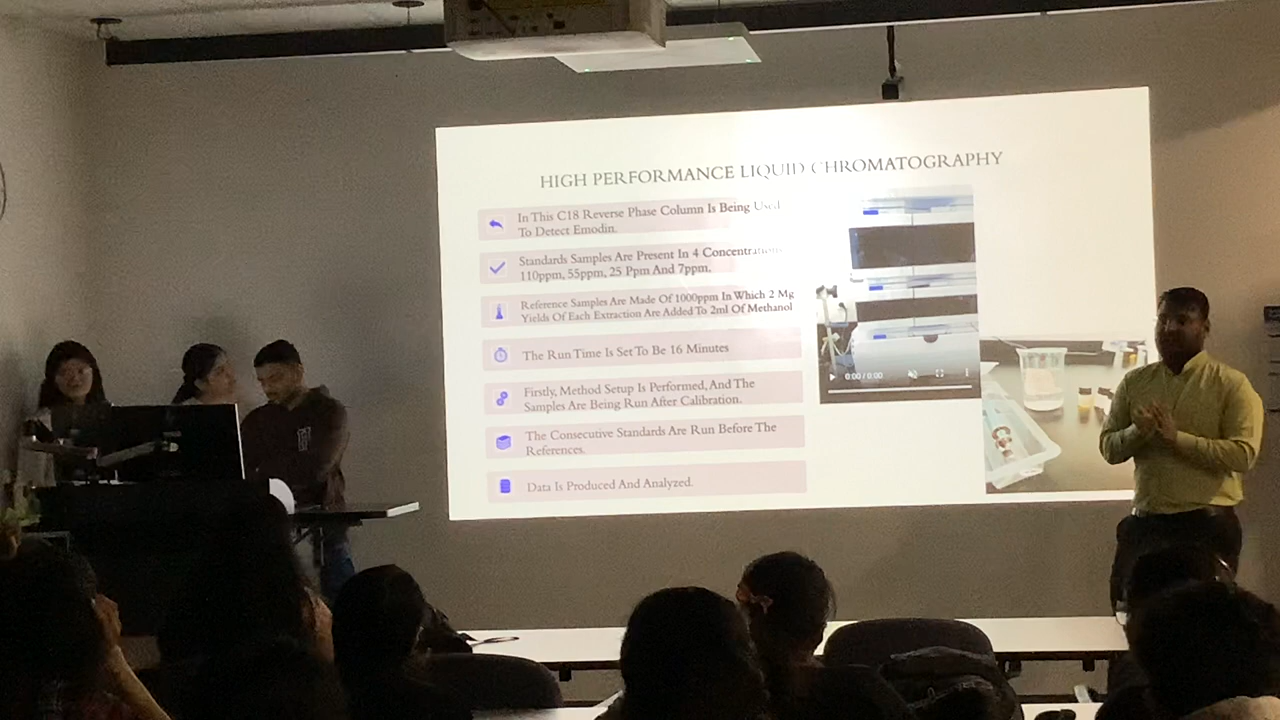 HIGH PERFORMANCE LIQUID CHROMATOGRAPHY
In This C18 Reverse Phase Column Is Being Used
To Detect Emodin.
Standards Samples Are Present In 4 Concentrations
110ppm, 55ppm, 25 Ppm And 7ppm.
Reference Samples Are Made Of 1000ppm In Which 2 Mg
Yields Of Each Extraction Are Added To 2ml Of Methanol
The Run Time Is Set To Be 16 Minutes
Firstly, Method Setup Is Performed, And The
Samples Are Being Run After Calibration.
The Consecutive Standards Are Run Before The
References.
Data Is Produced And Analyzed.
0:00 / 0:00